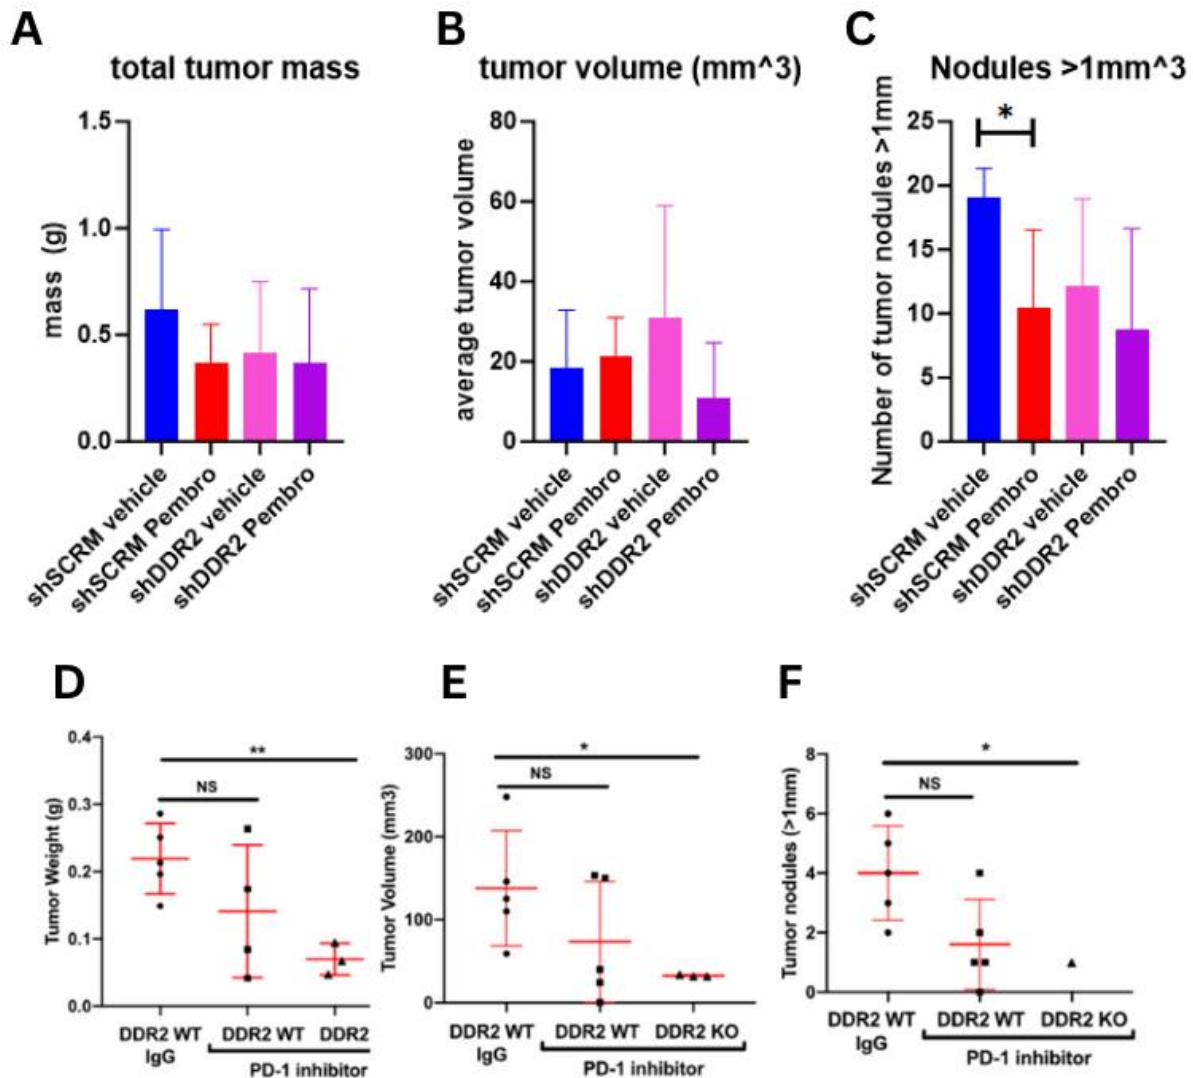 A
B
C
total tumor mass
tumor volume (mm^3)
Nodules >1mm^3
mass (g)
1.5
1.0
0.5
0.0
shSCRM vehicle
shSCRM Pembro
shDDR2 vehicle
shDDR2 Pembro
average tumor volume
80
60
40
20
0
shSCRM vehicle
shSCRM Pembro
shDDR2 vehicle
shDDR2 Pembro
Number of tumor nodules >1mm
25
20
15
10
5
0
*
shSCRM vehicle
shSCRM Pembro
shDDR2 vehicle
shDDR2 Pembro
D
E
F
Tumor Weight (g)
0.4
0.3
0.2
0.1
0.0
**
NS
DDR2 WT
IgG
DDR2 WT
DDR2
PD-1 inhibitor
Tumor Volume (mm3)
300
200
100
0
*
NS
DDR2 WT
IgG
DDR2 WT
DDR2 KO
PD-1 inhibitor
Tumor nodules (>1mm)
8
6
4
2
0
*
NS
DDR2 WT
IgG
DDR2 WT
DDR2 KO
PD-1 inhibitor